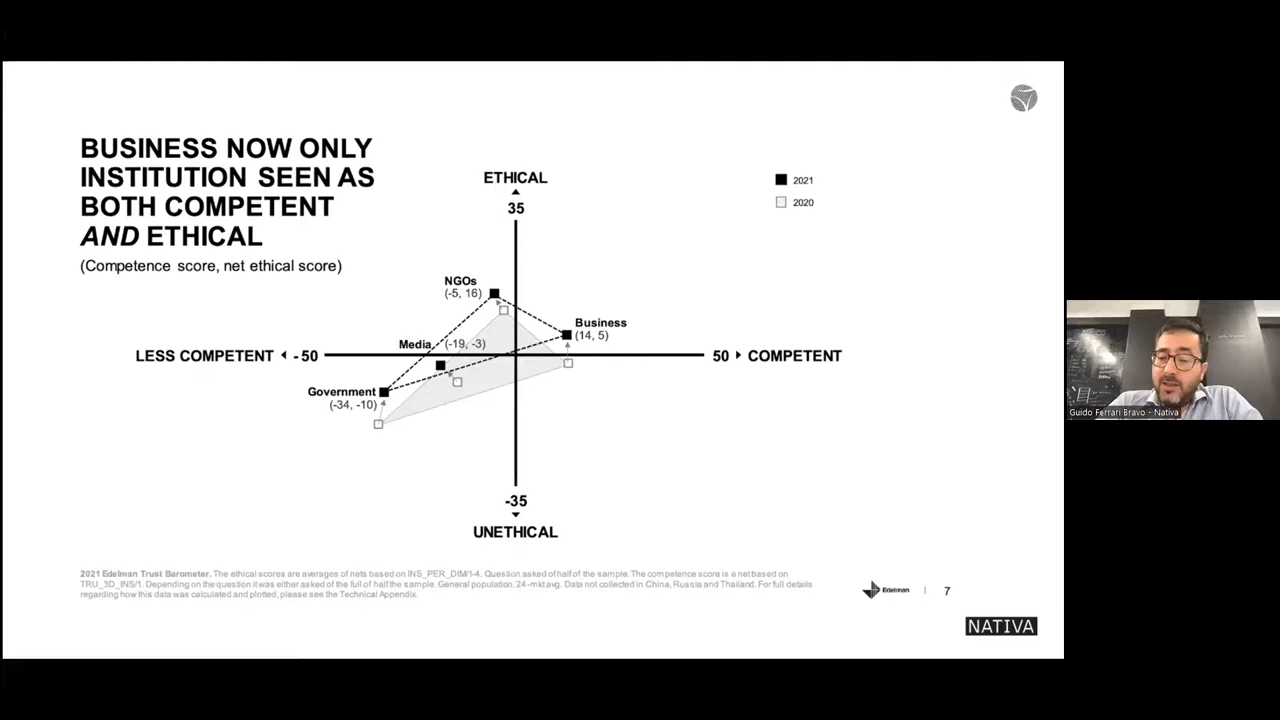 BUSINESS NOW ONLY
INSTITUTION SEEN AS
BOTH COMPETENT
AND ETHICAL
(Competence score, net ethical score)
ETHICAL
35
2021
2020
NGOs
(-5, 16)
Business
(14, 5)
Media
(-19, -3)
LESS COMPETENT
- 50
50
COMPETENT
Government
(-34, -10)
-35
UNETHICAL
2021 Edelman Trust Barometer. The ethical scores are averages of nets based on INS_PER_DIM/1-4. Question asked of half of the sample. The competence score is a net based on
TRU_3D_INS/1. Depending on the question it was either asked of the full of half the sample. General population, 24-mkt avg. Data not collected in China, Russia and Thailand. For full details
regarding how this data was calculated and plotted, please see the Technical Appendix.
Edelman
7
NATIVA
Guido Ferrari Bravo - Nativa